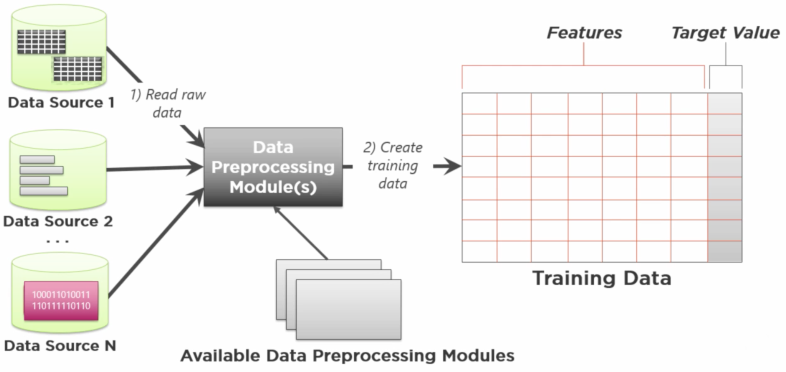 Features
Target Value
Data Source 1
1) Read raw
data
Data
Preprocessing
Module(s)
2) Create
training
data
Data Source 2
...
100011010011
110111110110
Data Source N
Training Data
Available Data Preprocessing Modules